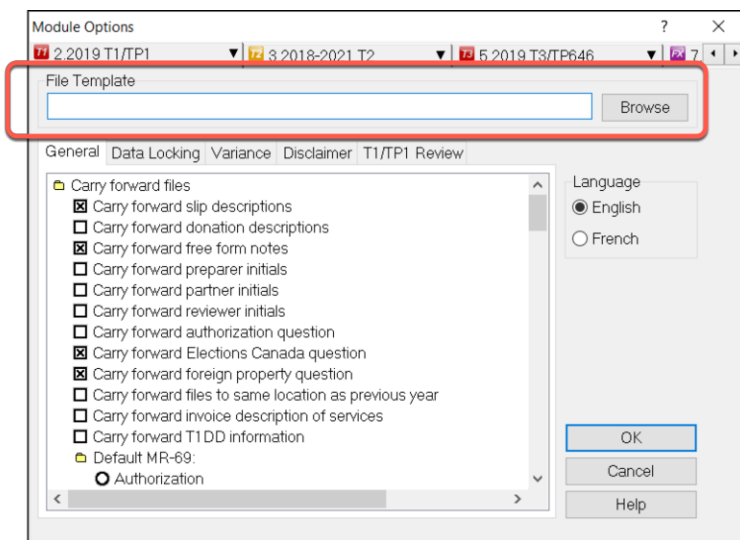 Module Options
T1 2.2019 T1/TP1 T2 3.2018-2021 T2 T3 5.2019 T3/TP646 FX 7.
File Template
Browse
General Data Locking Variance Disclaimer T1/TP1 Review
Carry forward files
Carry forward slip descriptions
Carry forward donation descriptions
Carry forward free form notes
Carry forward preparer initials
Carry forward partner initials
Carry forward reviewer initials
Carry forward authorization question
Carry forward Elections Canada question
Carry forward foreign property question
Carry forward files to same location as previous year
Carry forward invoice description of services
Carry forward T1DD information
Default MR-69:
Authorization
Language
English
French
OK
Cancel
Help